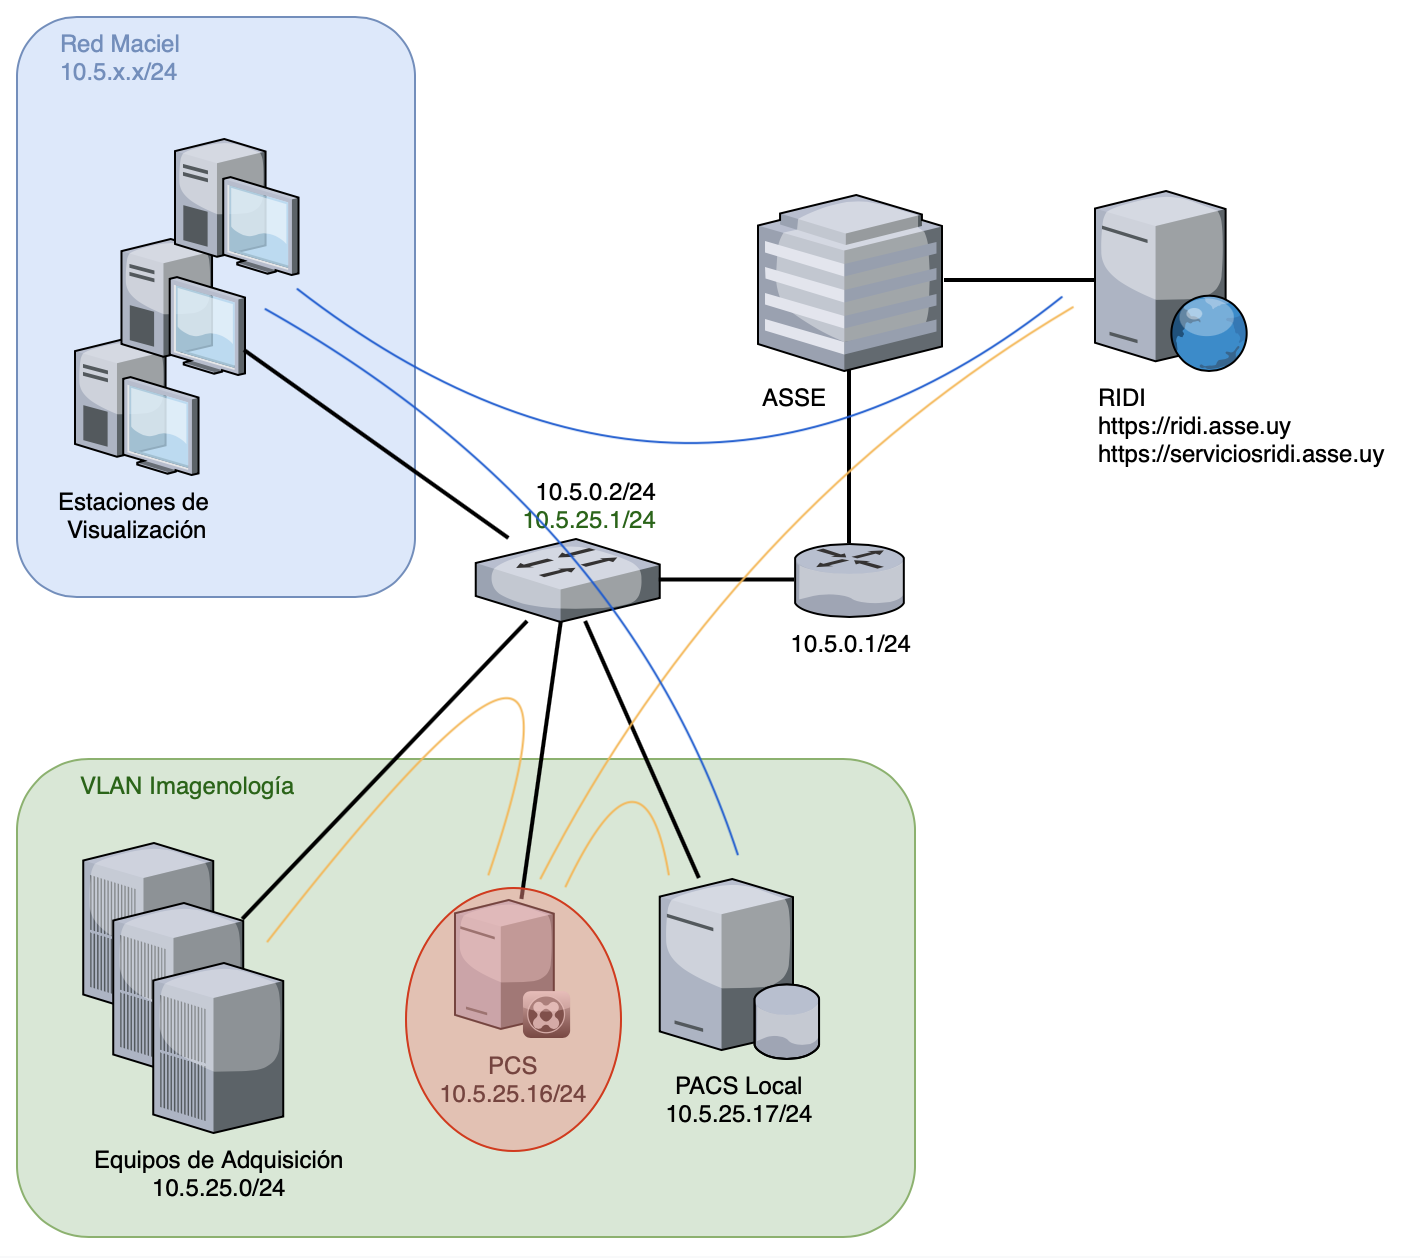 Red Maciel
10.5.x.x/24
Estaciones de
Visualización
ASSE
RIDI
https://ridi.asse.uy
https://serviciosridi.asse.uy
10.5.0.2/24
10.5.25.1/24
10.5.0.1/24
VLAN Imagenología
Equipos de Adquisición
10.5.25.0/24
PCS
10.5.25.16/24
PACS Local
10.5.25.17/24